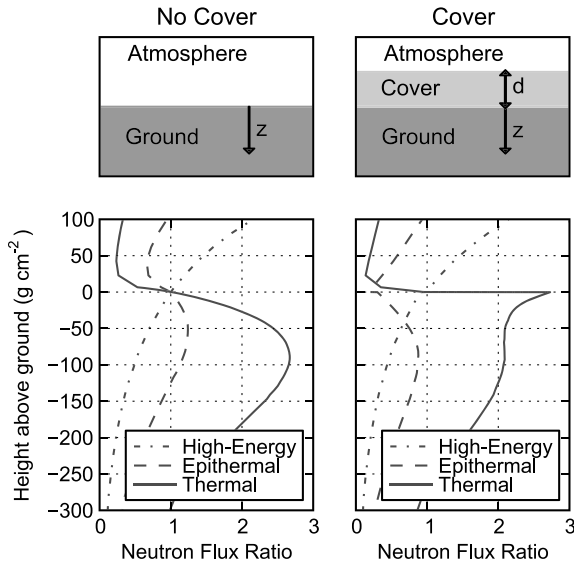 No Cover
Cover
Atmosphere
Ground
z
Atmosphere
Cover
d
Ground
z
Height above ground (g cm-2 )
100
50
0
−50
−100
−150
−200
−250
−300
High-Energy
Epithermal
Thermal
0 1 2 3
Neutron Flux Ratio
High-Energy
Epithermal
Thermal
0 1 2 3
Neutron Flux Ratio